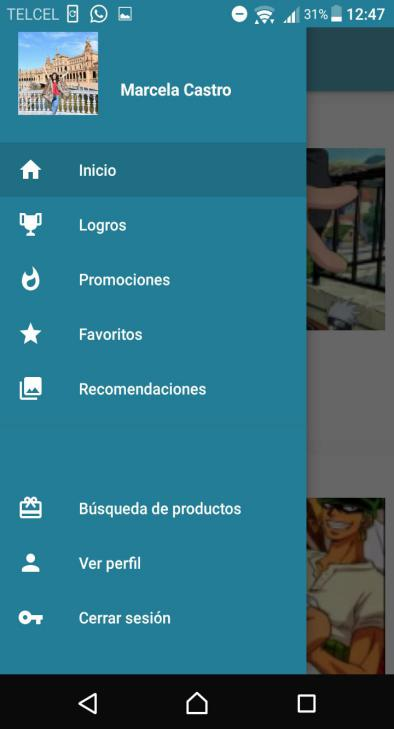 TELCEL 31% 12:47
Marcela Castro
Inicio
Logros
Promociones
Favoritos
Recomendaciones
Búsqueda de productos
Ver perfil
Cerrar sesión